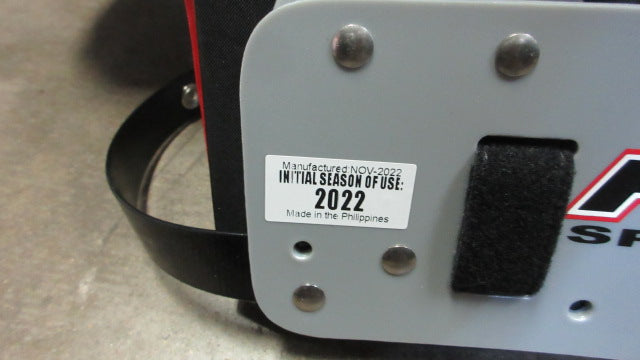 Manufactured:NOV-2022
INITIAL SEASON OF USE:
2022
Made in the Philippines